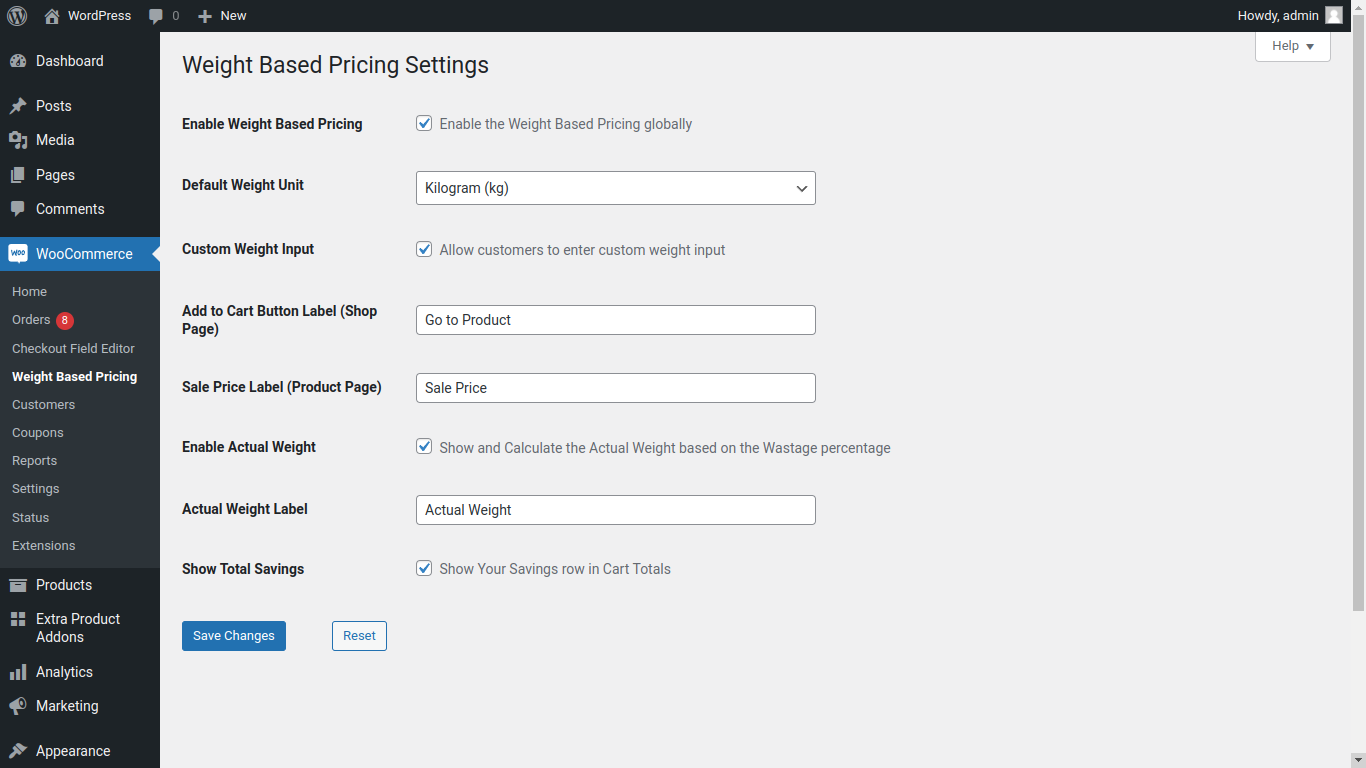 WordPress 0 New Howdy, admin
Help
Dashboard
Posts
Media
Pages
Comments
Woo WooCommerce
Home
Orders 8
Checkout Field Editor
Weight Based Pricing
Customers
Coupons
Reports
Settings
Status
Extensions
Products
Extra Product
Addons
Analytics
Marketing
Appearance
Weight Based Pricing Settings
Enable Weight Based Pricing Enable the Weight Based Pricing globally
Default Weight Unit Kilogram (kg)
Custom Weight Input Allow customers to enter custom weight input
Add to Cart Button Label (Shop
Page)
Go to Product
Sale Price Label (Product Page) Sale Price
Enable Actual Weight Show and Calculate the Actual Weight based on the Wastage percentage
Actual Weight Label Actual Weight
Show Total Savings Show Your Savings row in Cart Totals
Save Changes Reset